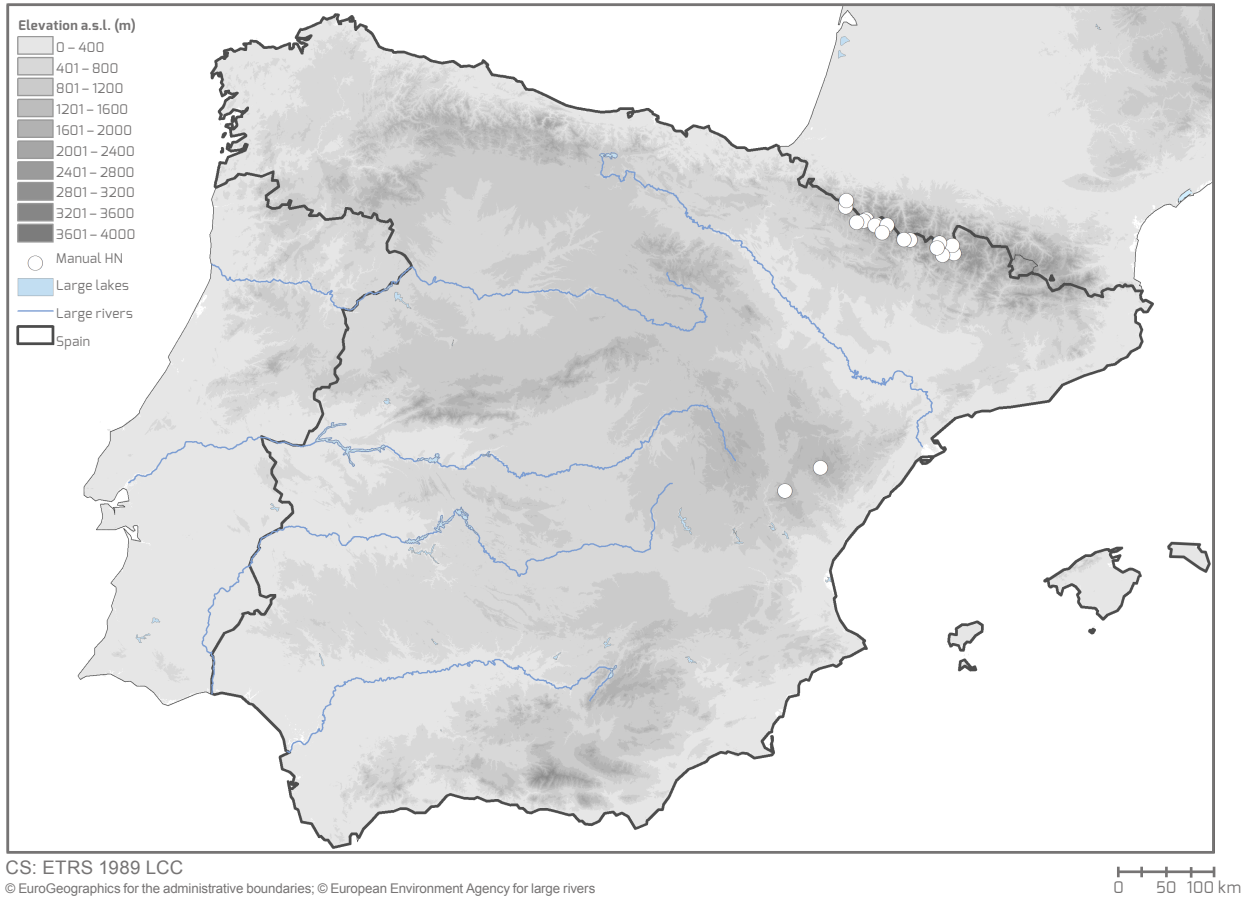 Elevation a.s.l. (m)
0 – 400
401 – 800
801 – 1200
1201 – 1600
1601 – 2000
2001 – 2400
2401 – 2800
2801 – 3200
3201 – 3600
3601 – 4000
Manual HN
Large lakes
Large rivers
Spain
CS: ETRS 1989 LCC
© EuroGeographics for the administrative boundaries; © European Environment Agency for large rivers
0 50 100 km